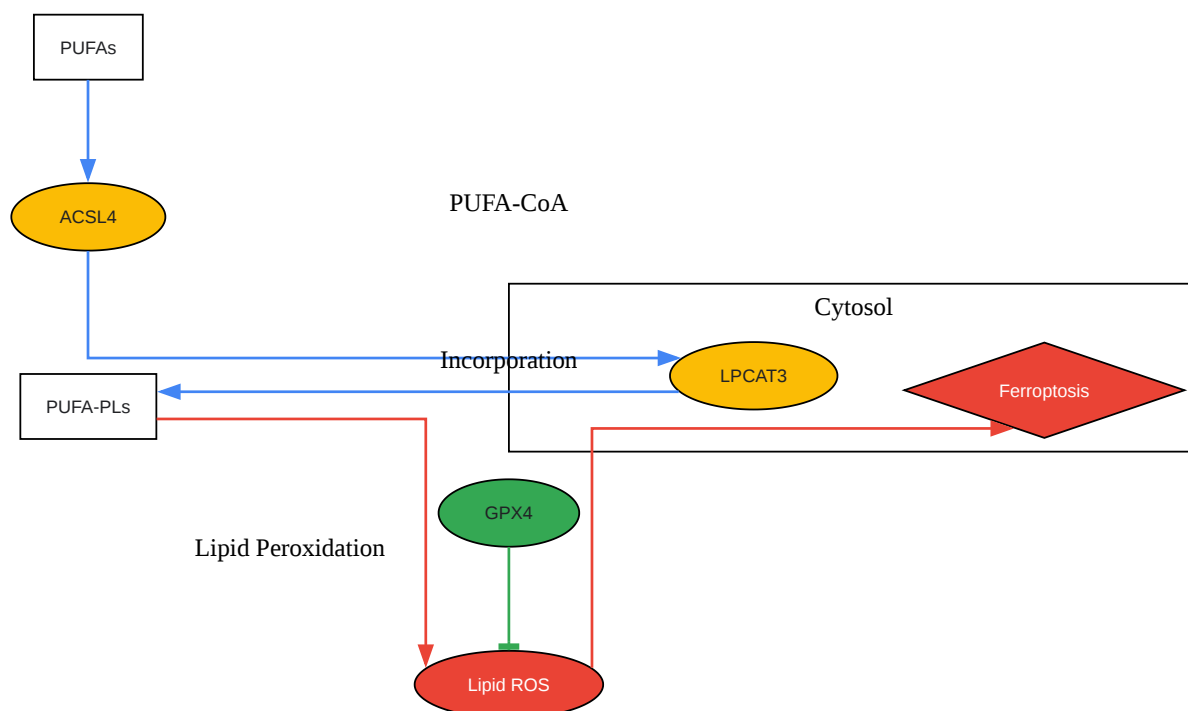 PUFAs
PUFA-CoA
ACSL4
Cytosol
Incorporation
LPCAT3
Ferroptosis
PUFA-PLs
GPX4
Lipid Peroxidation
Lipid ROS